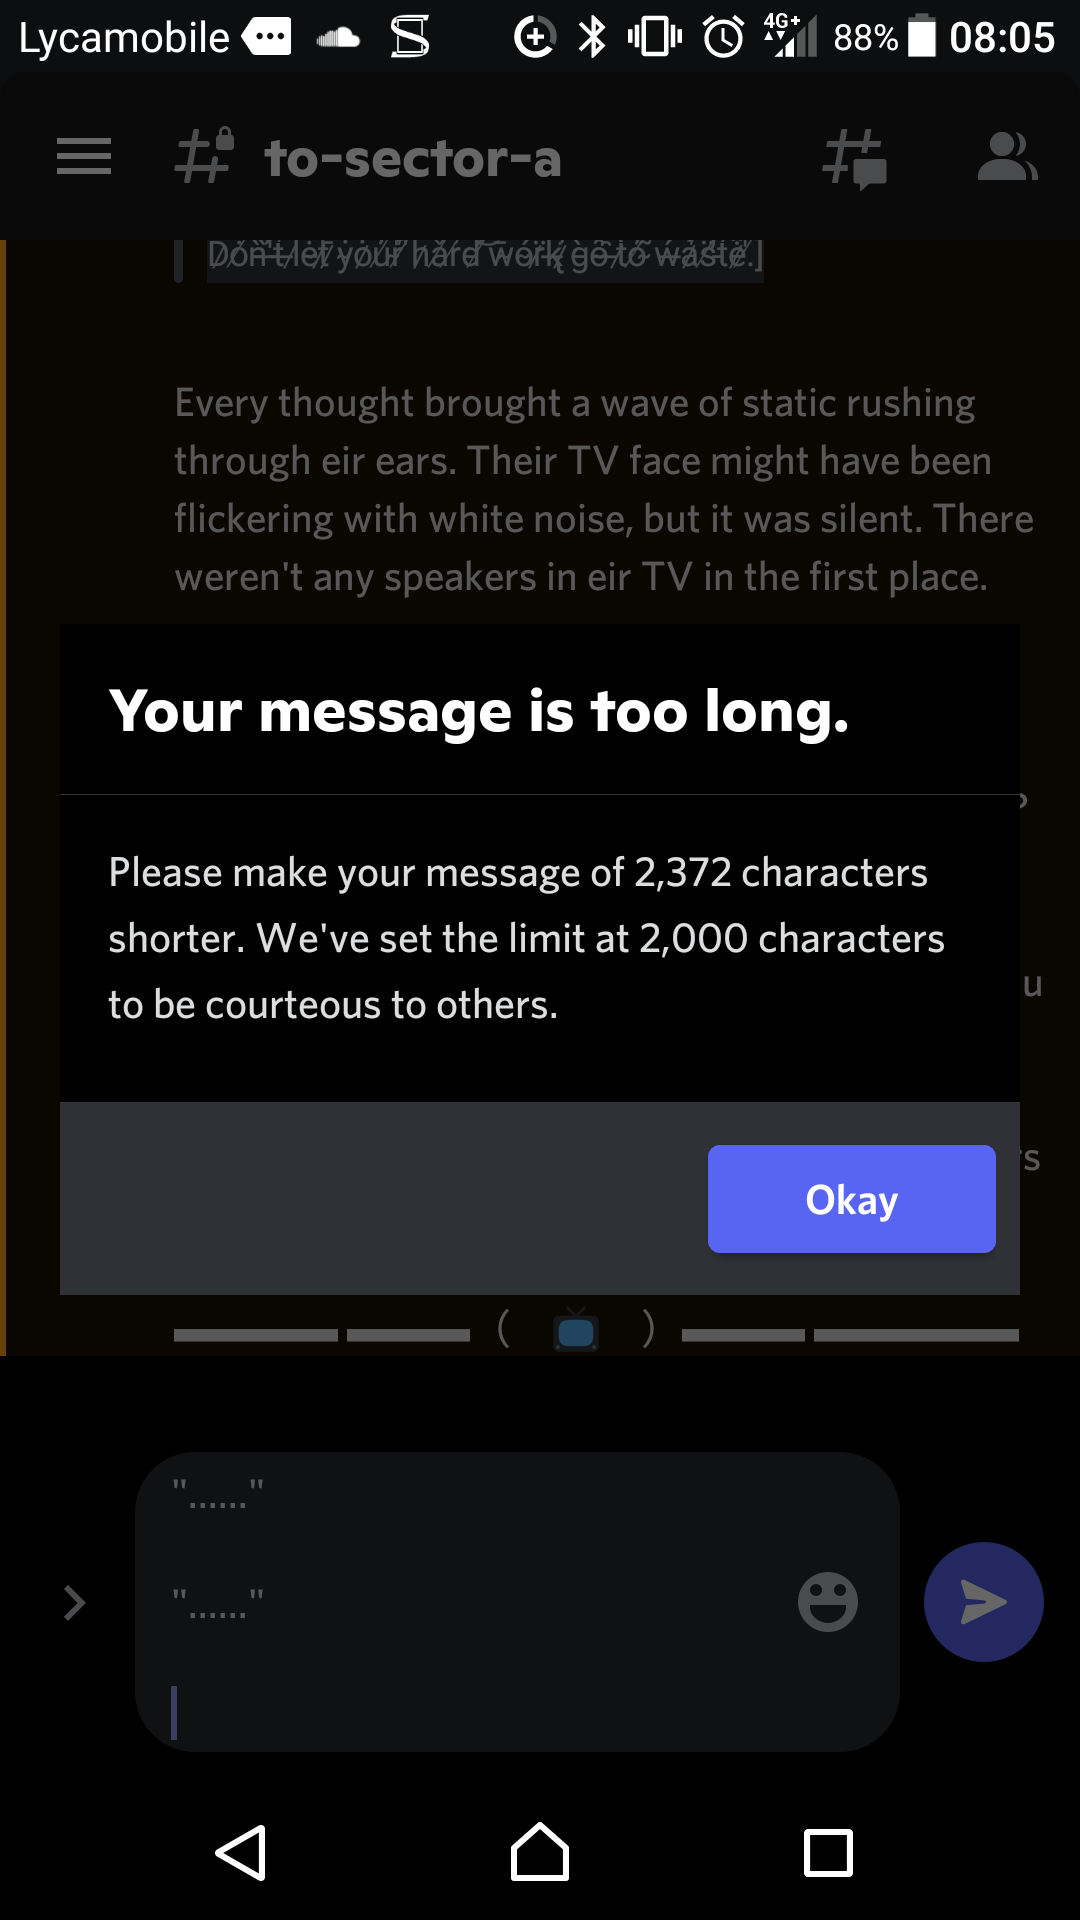 Lycamobile 4G+ 88% 08:05
to-sector-a
Don't let your hard work go to waste.]
Every thought brought a wave of static rushing
through eir ears. Their TV face might have been
flickering with white noise, but it was silent. There
weren't any speakers in eir TV in the first place.
Your message is too long.
?
Please make your message of 2,372 characters
shorter. We've set the limit at 2,000 characters
u
to be courteous to others.
rs
Okay
( 📺 )
"......"
"......"